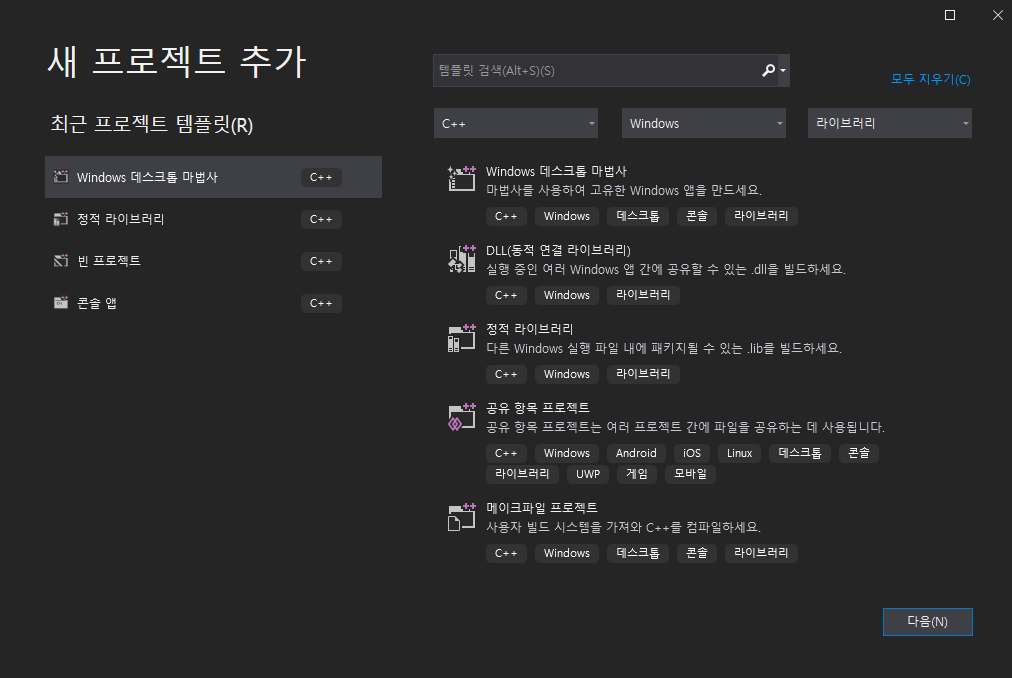 새 프로젝트 추가
최근 프로젝트 템플릿(R)
Windows 데스크톱 마법사 C++
정적 라이브러리 C++
빈 프로젝트 C++
콘솔 앱 C++
템플릿 검색(Alt+S)(S)
모두 지우기(C)
C++ Windows 라이브러리
Windows 데스크톱 마법사
마법사를 사용하여 고유한 Windows 앱을 만드세요.
C++ Windows 데스크톱 콘솔 라이브러리
DLL(동적 연결 라이브러리)
실행 중인 여러 Windows 앱 간에 공유할 수 있는 .dll을 빌드하세요.
C++ Windows 라이브러리
정적 라이브러리
다른 Windows 실행 파일 내에 패키지될 수 있는 .lib를 빌드하세요.
C++ Windows 라이브러리
공유 항목 프로젝트
공유 항목 프로젝트는 여러 프로젝트 간에 파일을 공유하는 데 사용됩니다.
C++ Windows Android iOS Linux 데스크톱 콘솔
라이브러리 UWP 게임 모바일
메이크파일 프로젝트
사용자 빌드 시스템을 가져와 C++를 컴파일하세요.
C++ Windows 데스크톱 콘솔 라이브러리
다음(N)